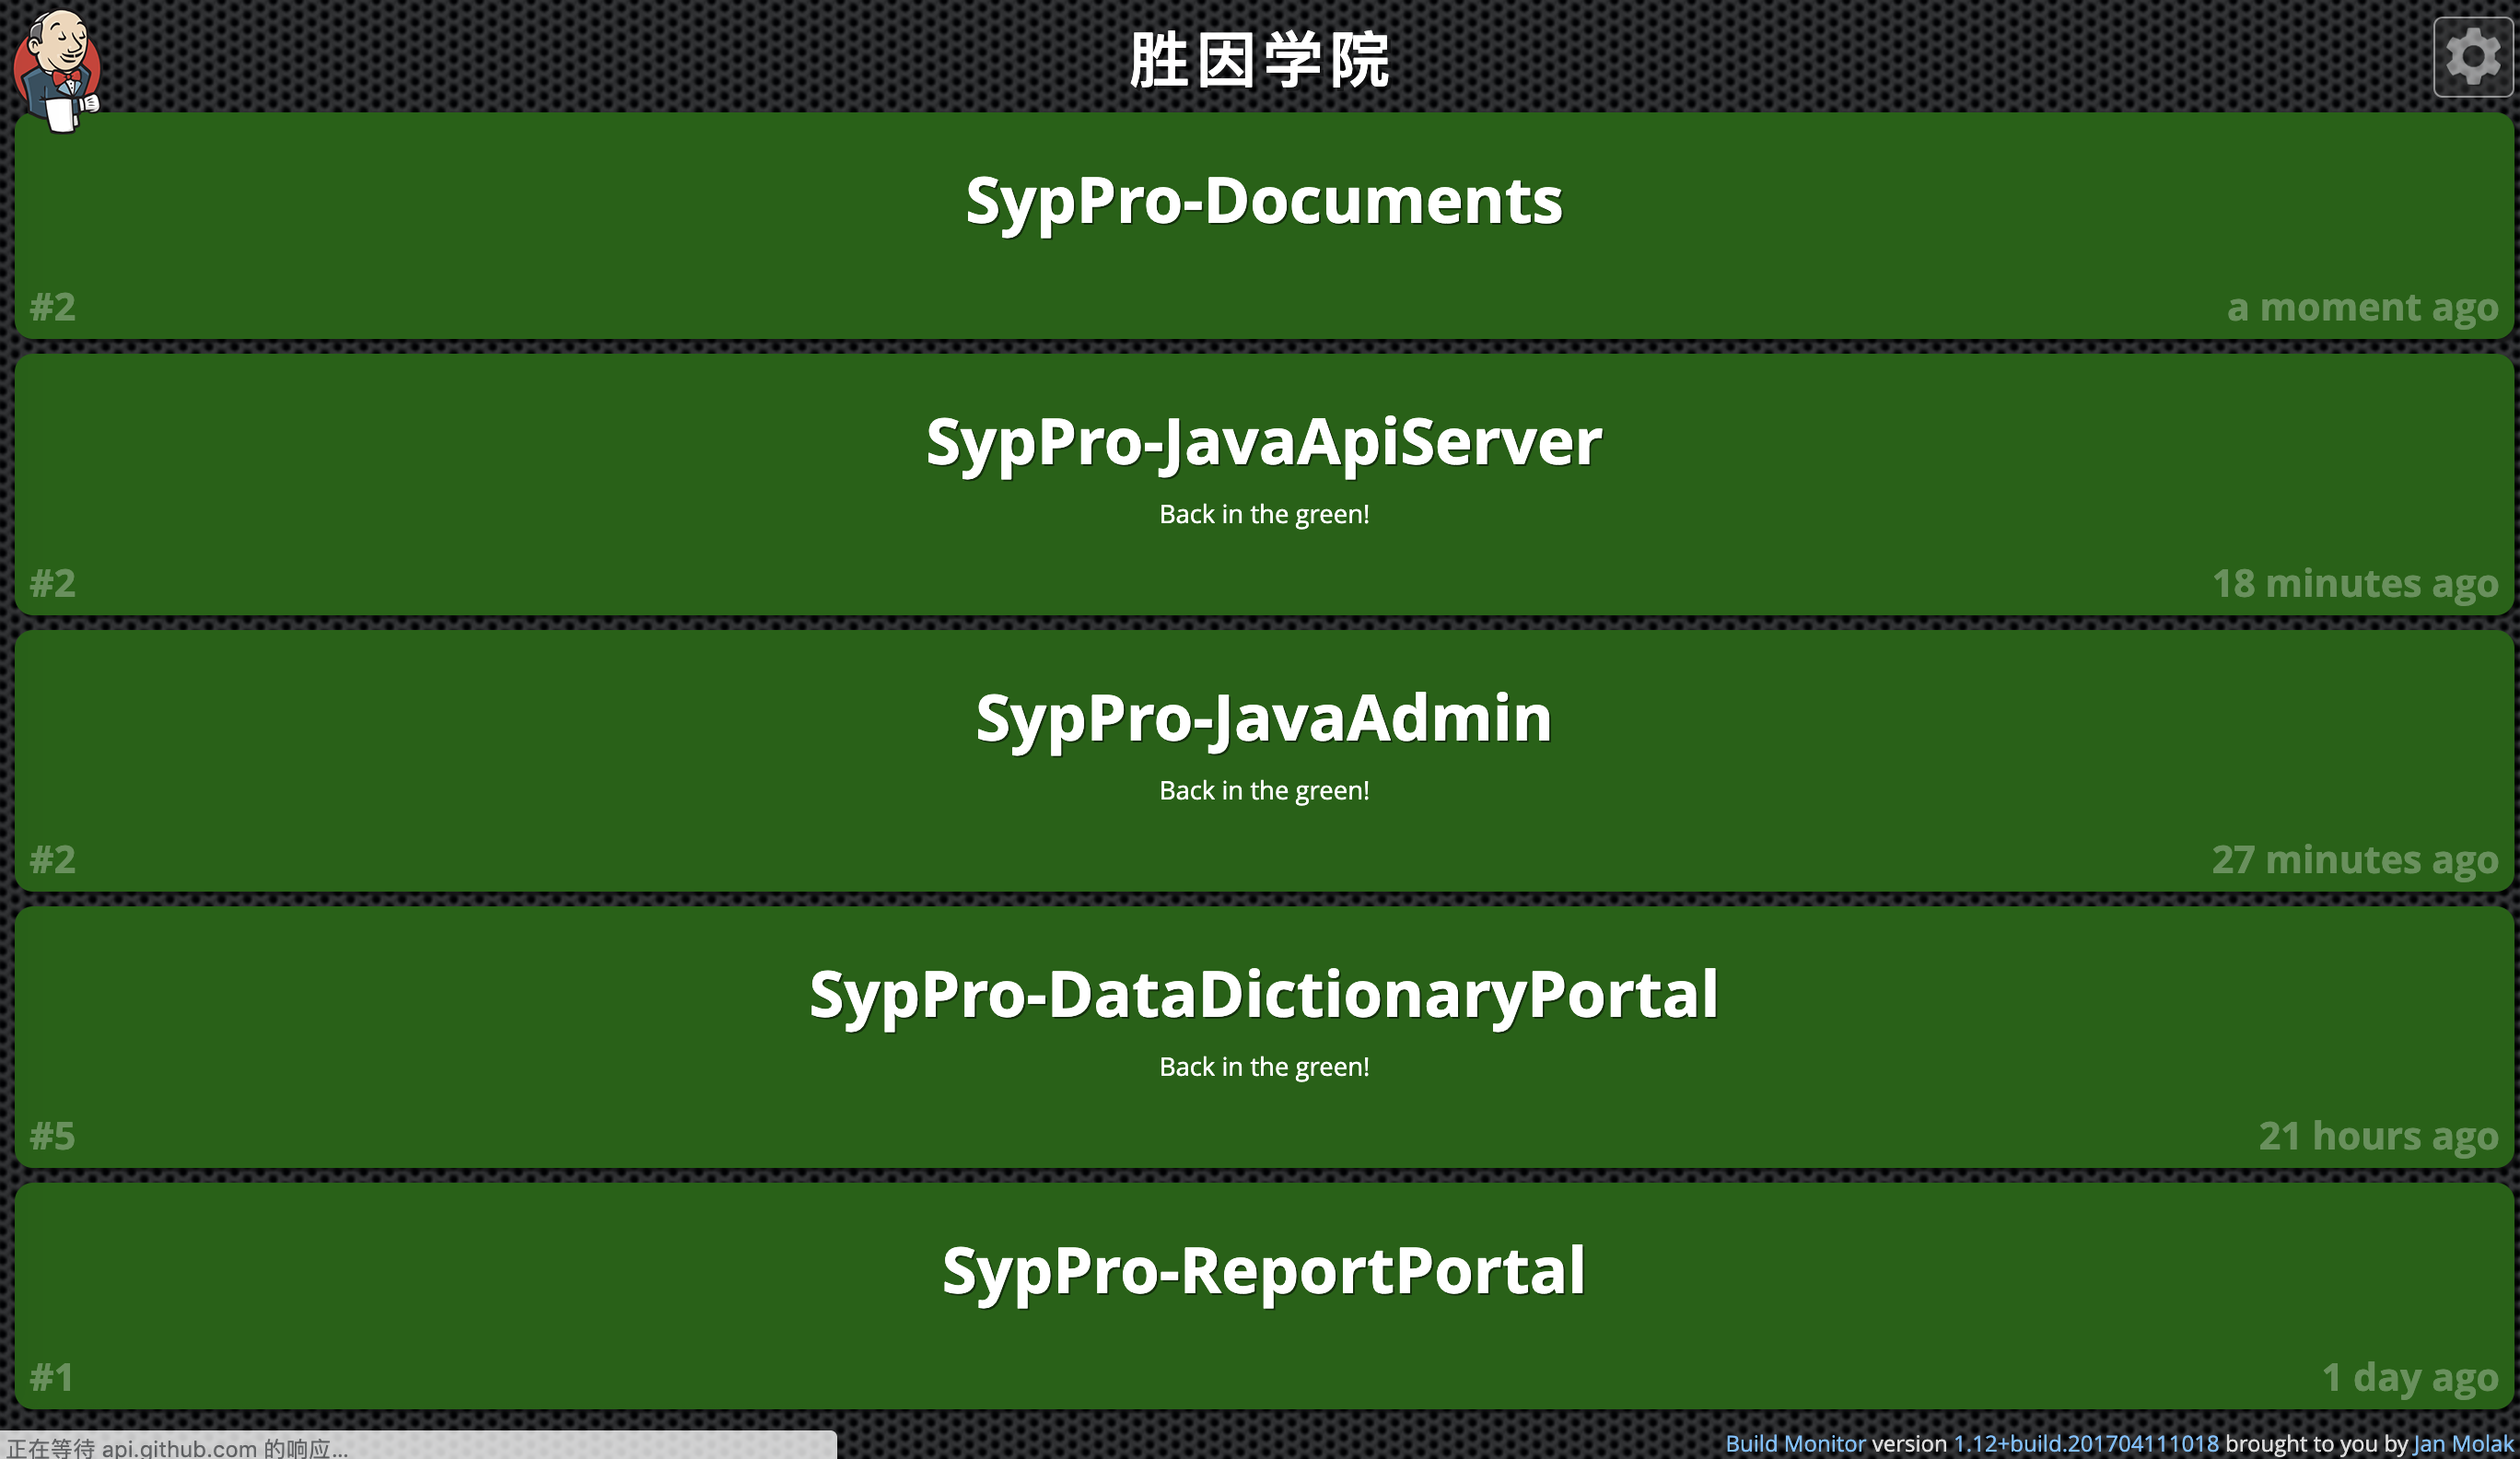 胜因学院
SypPro-Documents
#2
a moment ago
SypPro-JavaApiServer
Back in the green!
#2
18 minutes ago
SypPro-JavaAdmin
Back in the green!
#2
27 minutes ago
SypPro-DataDictionaryPortal
Back in the green!
#5
21 hours ago
SypPro-ReportPortal
#1
1 day ago
正在等待 api.github.com 的响应...
Build Monitor version 1.12+build.201704111018 brought to you by Jan Molak